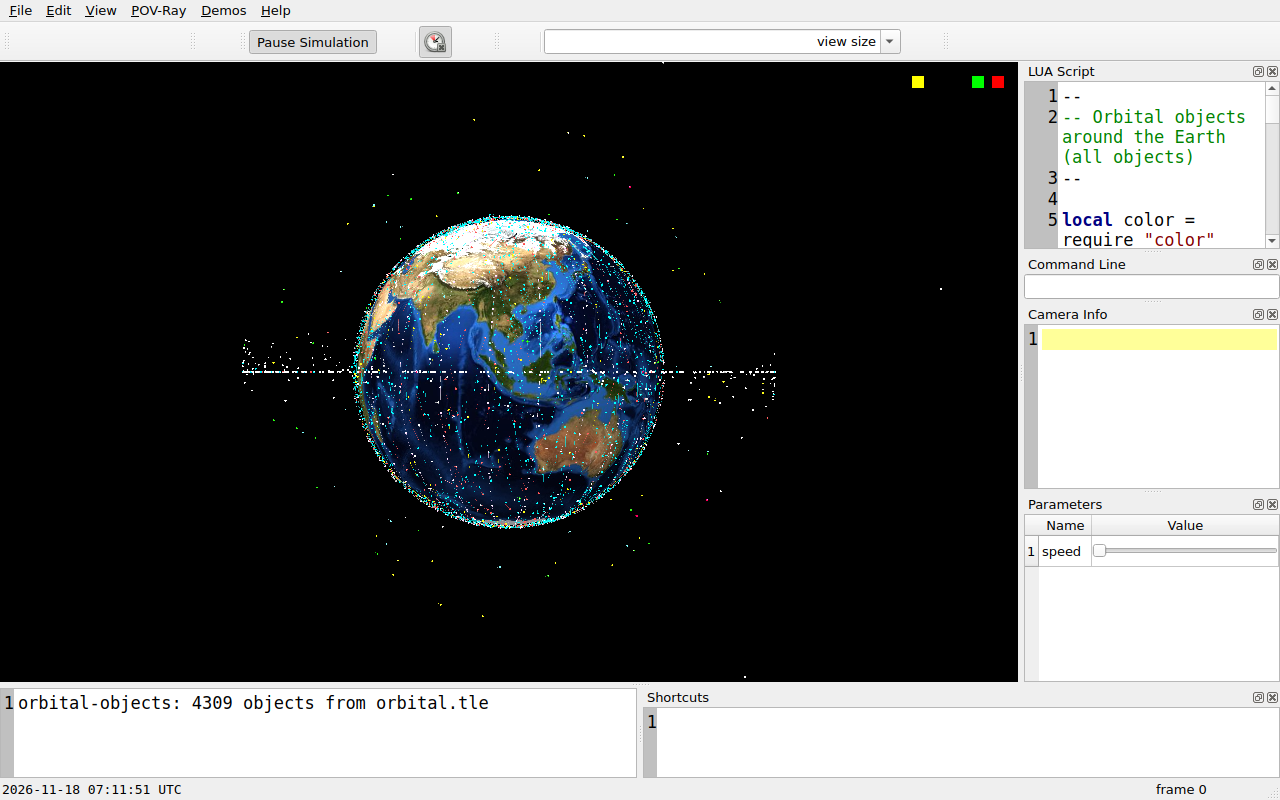 File Edit View POV-Ray Demos Help
Pause Simulation
view size
LUA Script
1 --
2 -- Orbital objects
around the Earth
(all objects)
3 --
4
5 local color =
require "color"
Command Line
Camera Info
1
Parameters
Name Value
1 speed
1 orbital-objects: 4309 objects from orbital.tle
Shortcuts
1
2026-11-18 07:11:51 UTC
frame 0